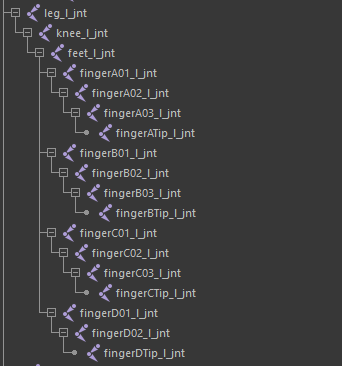 leg_l_jnt
knee_l_jnt
feet_l_jnt
fingerA01_l_jnt
fingerA02_l_jnt
fingerA03_l_jnt
fingerATip_l_jnt
fingerB01_l_jnt
fingerB02_l_jnt
fingerB03_l_jnt
fingerBTip_l_jnt
fingerC01_l_jnt
fingerC02_l_jnt
fingerC03_l_jnt
fingerCTip_l_jnt
fingerD01_l_jnt
fingerD02_l_jnt
fingerDTip_l_jnt